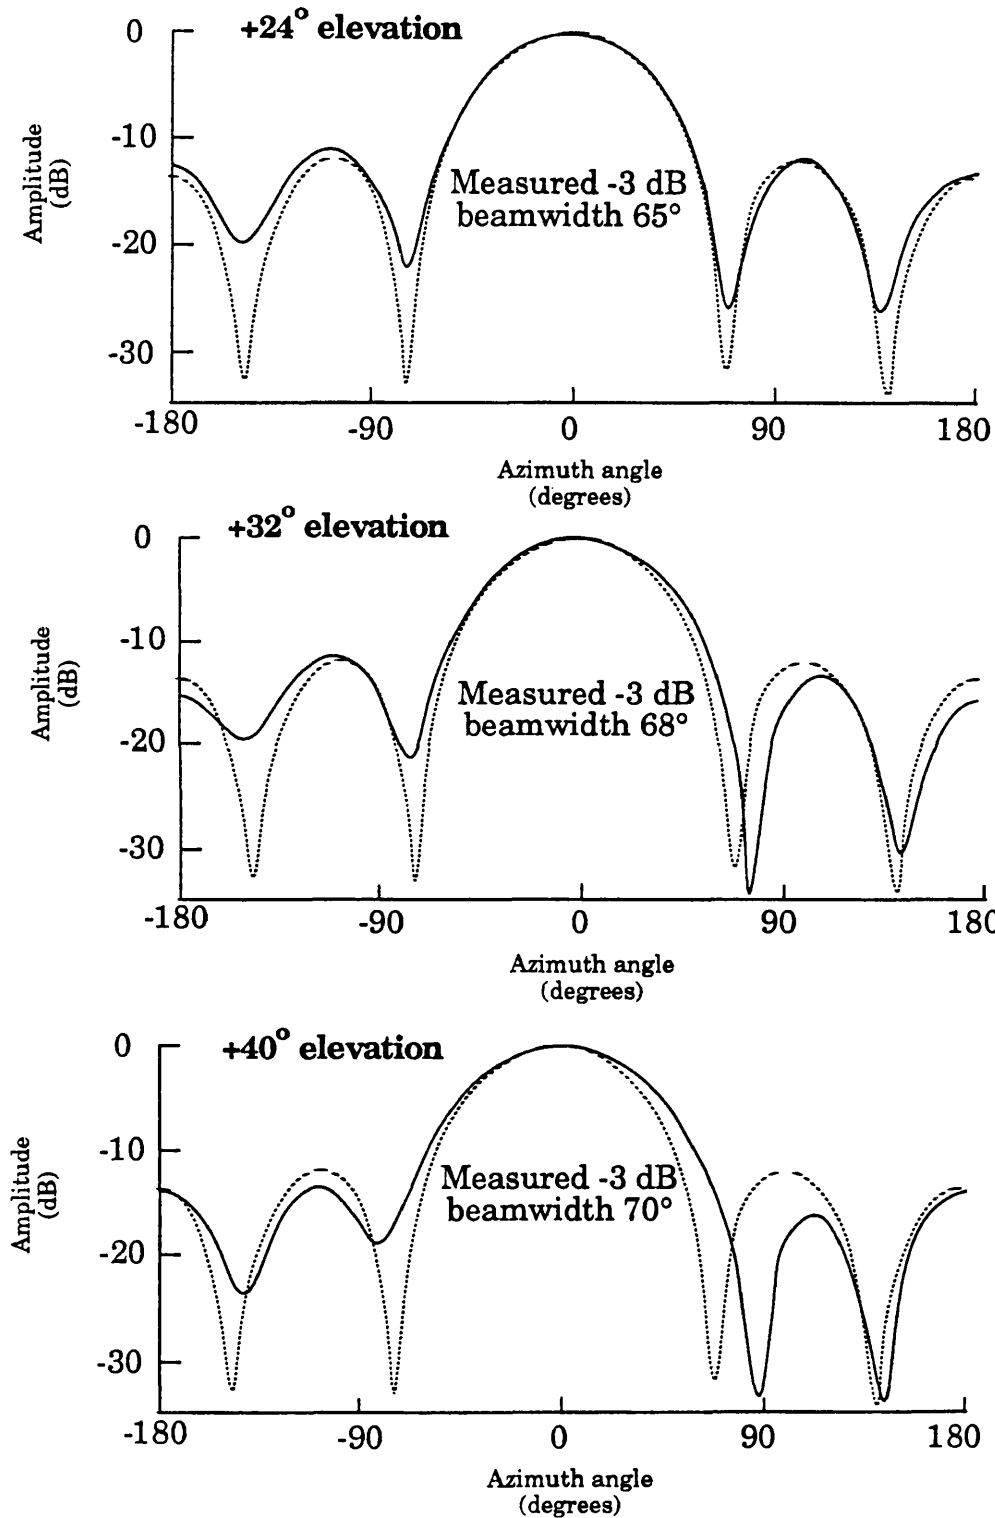 +24° elevation
0
-10
-20
-30
Amplitude
(dB)
Measured -3 dB
beamwidth 65°
-180
-90
0
90
180
Azimuth angle
(degrees)
+32° elevation
0
-10
-20
-30
Amplitude
(dB)
Measured -3 dB
beamwidth 68°
-180
-90
0
90
180
Azimuth angle
(degrees)
+40° elevation
0
-10
-20
-30
Amplitude
(dB)
Measured -3 dB
beamwidth 70°
-180
-90
0
90
180
Azimuth angle
(degrees)